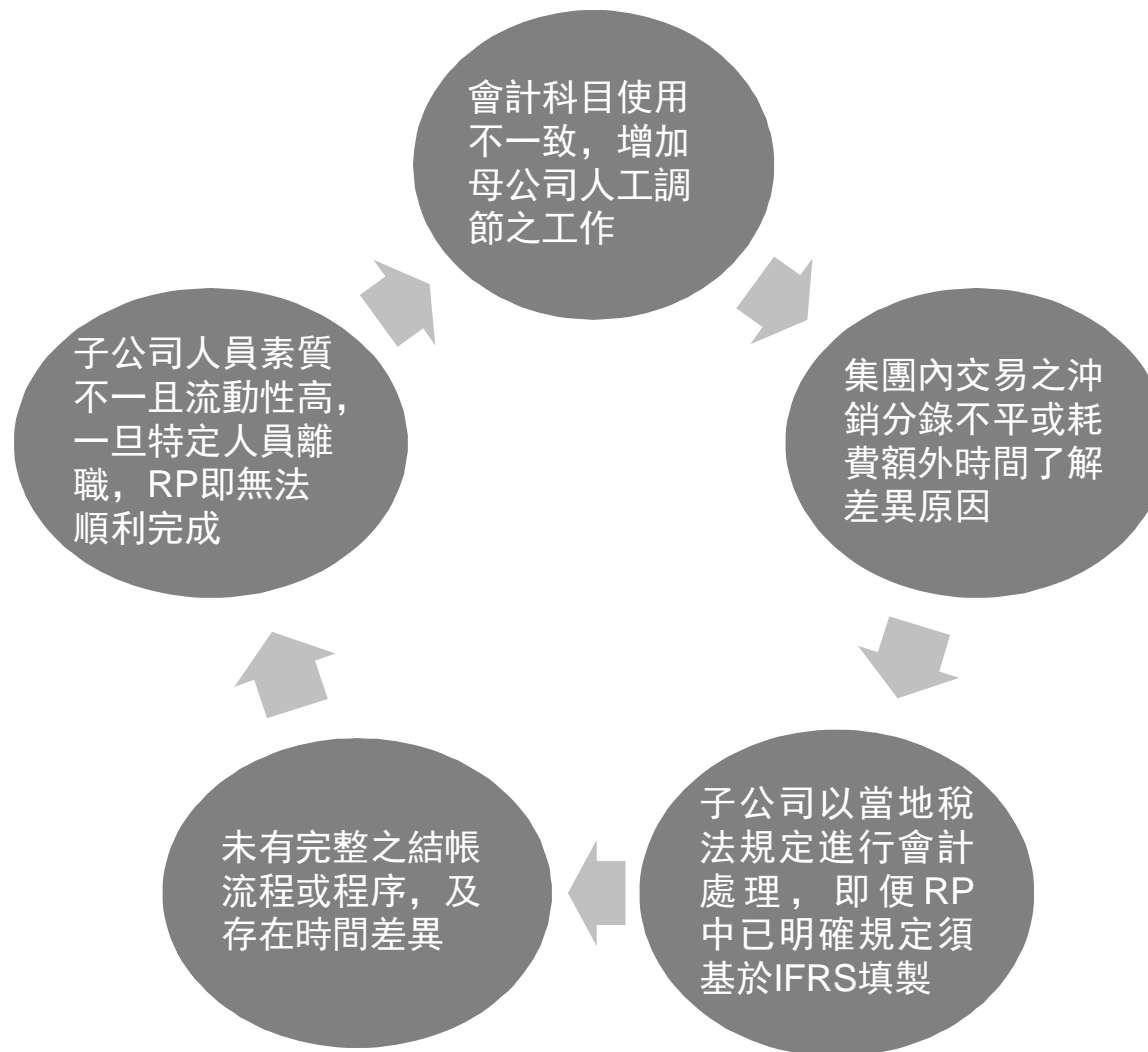 會計科目使用
不一致，增加
母公司人工調
節之工作
集團內交易之沖
銷分錄不平或耗
費額外時間了解
差異原因
子公司以當地稅
法規定進行會計
處理，即便RP
中已明確規定須
基於IFRS填製
未有完整之結帳
流程或程序，及
存在時間差異
子公司人員素質
不一且流動性高，
一旦特定人員離
職，RP即無法
順利完成